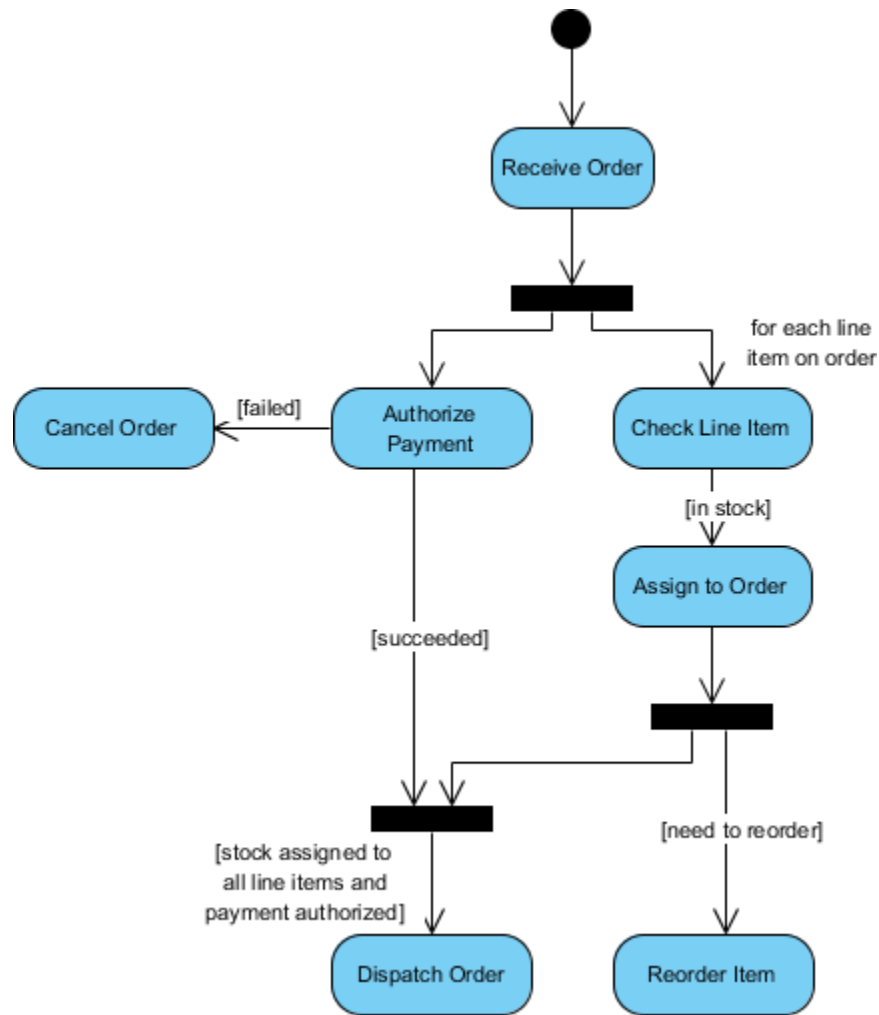 Receive Order
for each line
item on order
Cancel Order
[failed]
Authorize
Payment
Check Line Item
[in stock]
Assign to Order
[succeeded]
[need to reorder]
[stock assigned to
all line items and
payment authorized]
Dispatch Order
Reorder Item